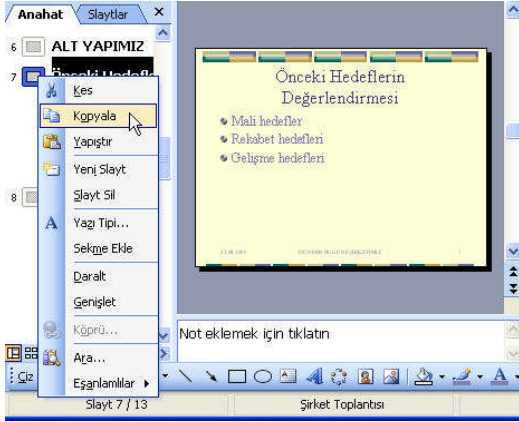 Anahat
Slaytlar
6 ALT YAPIMIZ
7
Kes
Kopyala
Yapıştır
Yeni Slayt
Slayt Sil
8
Yazı Tipi...
Sekme Ekle
Daralt
Genişlet
Köprü...
Ara...
Eşanlamlılar
Önceki Hedeflerin
Değerlendirmesi
Mali hedefler
Rekabet hedefleri
Gelişme hedefleri
Not eklemek için tıklatın
Çiz
Slayt 7 / 13
Şirket Toplantısı